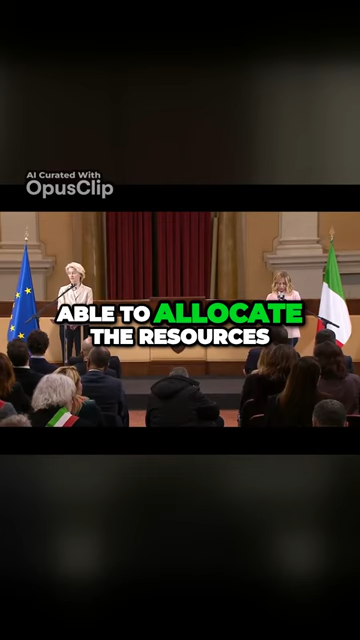 AI Curated With
OpusClip
ABLE TO ALLOCATE
THE RESOURCES